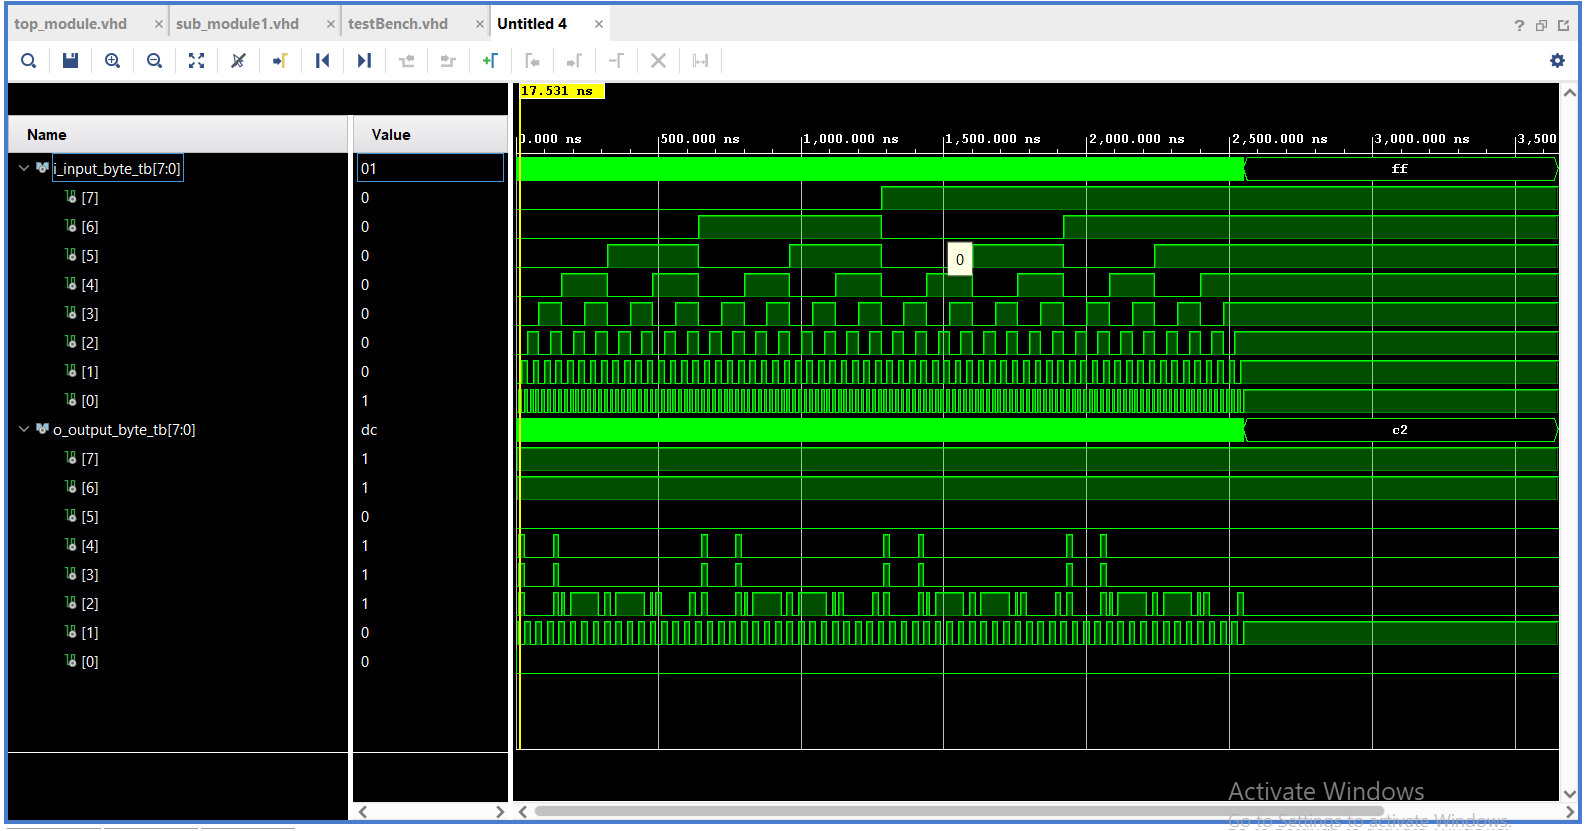 top_module.vhd × sub_module1.vhd × testBench.vhd × Untitled 4 ×
?
17.531 ns
Name Value
0.000 ns 500.000 ns 1,000.000 ns 1,500.000 ns 2,000.000 ns 2,500.000 ns 3,000.000 ns 3,500
i_input_byte_tb[7:0] 01 ff
[7] 0
[6] 0
[5] 0 0
[4] 0
[3] 0
[2] 0
[1] 0
[0] 1
o_output_byte_tb[7:0] dc c2
[7] 1
[6] 1
[5] 0
[4] 1
[3] 1
[2] 1
[1] 0
[0] 0
Activate Windows
Go to Settings to activate Windows.